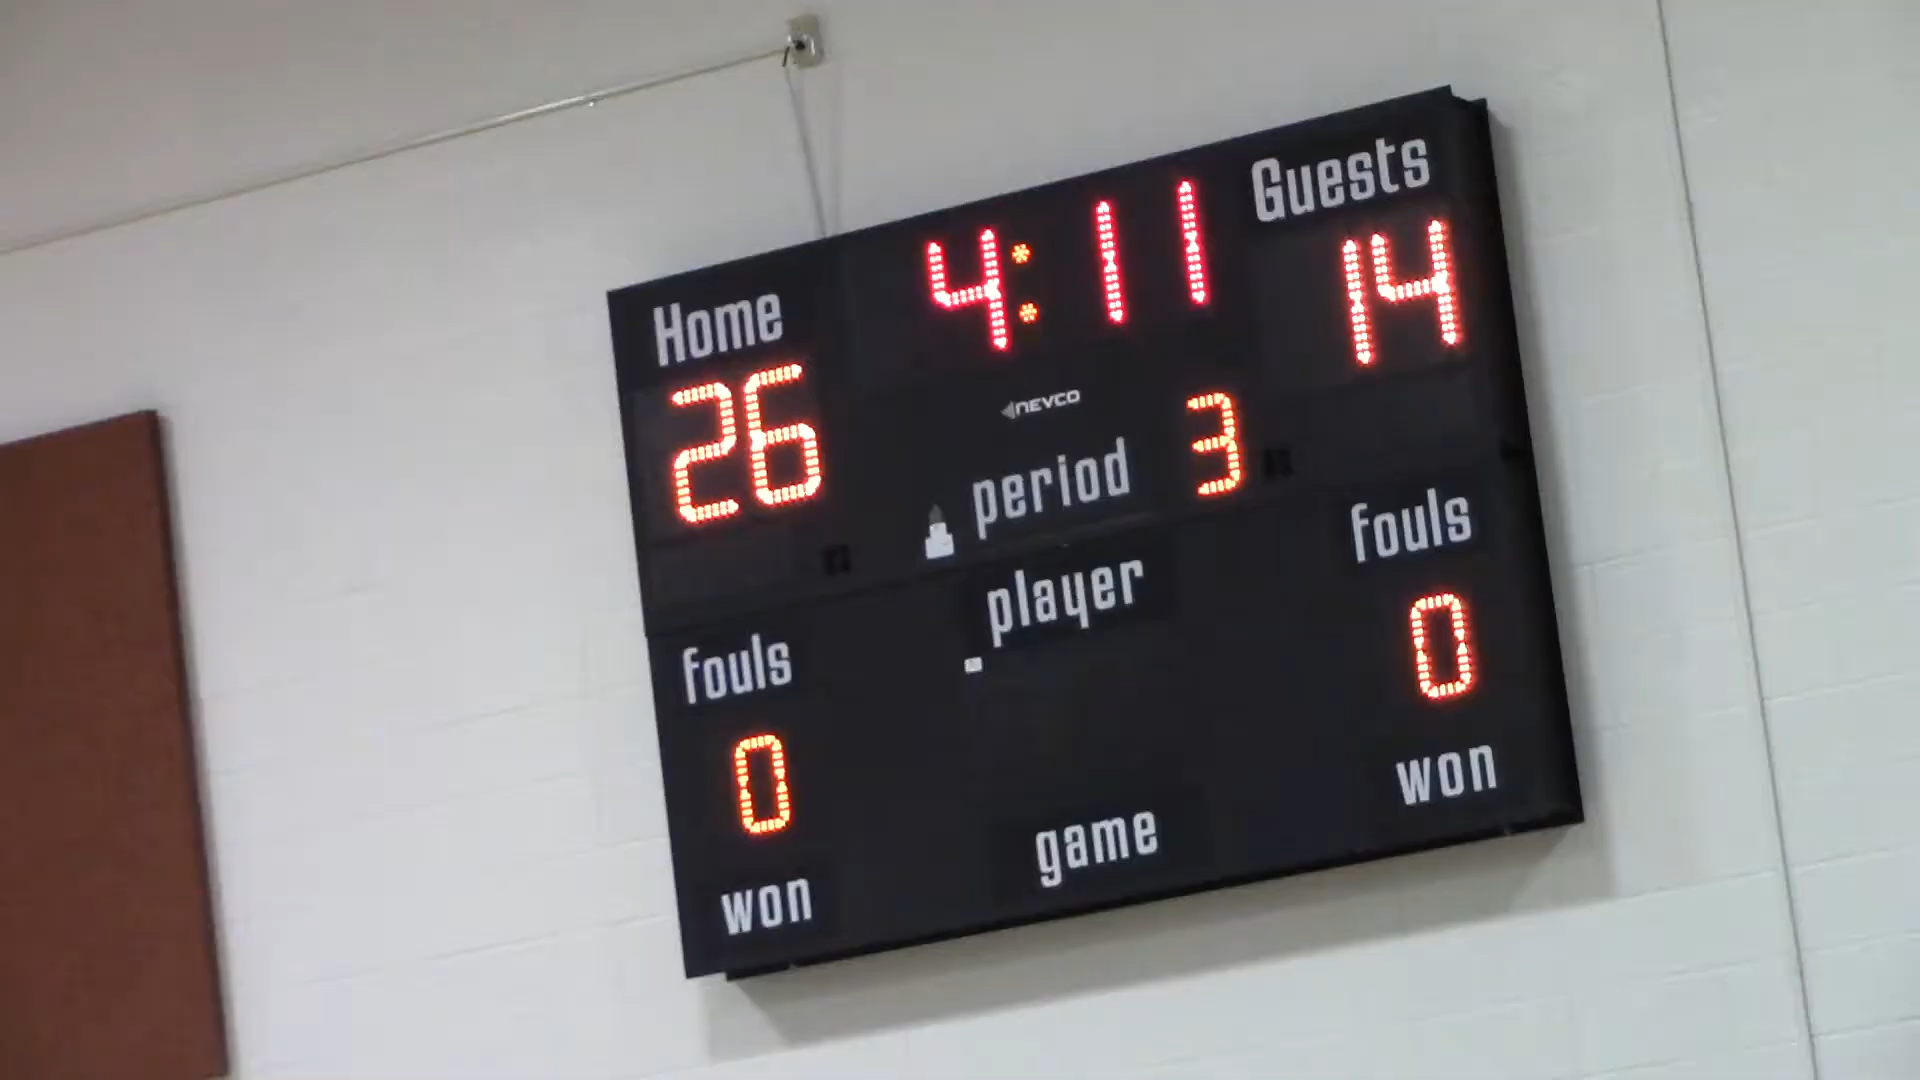 Home 4:11 Guests
26 14
NEVCO
period 3
player
fouls fouls
0 0
game
won won